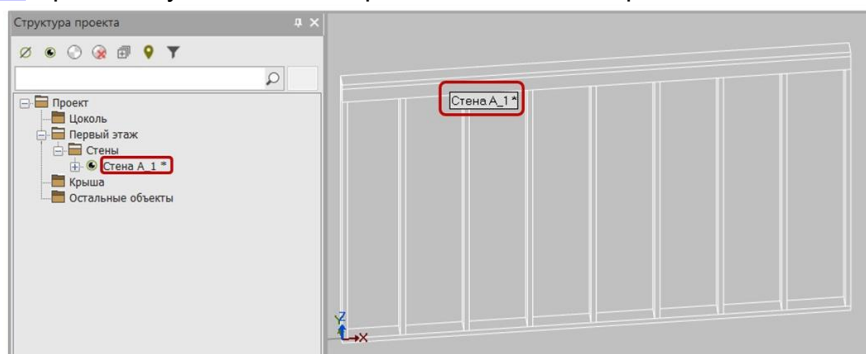 Структура проекта
Проект
Цоколь
Первый этаж
Стены
Стена А_1 *
Крыша
Остальные объекты
Стена А_1 *
Z
Y
X